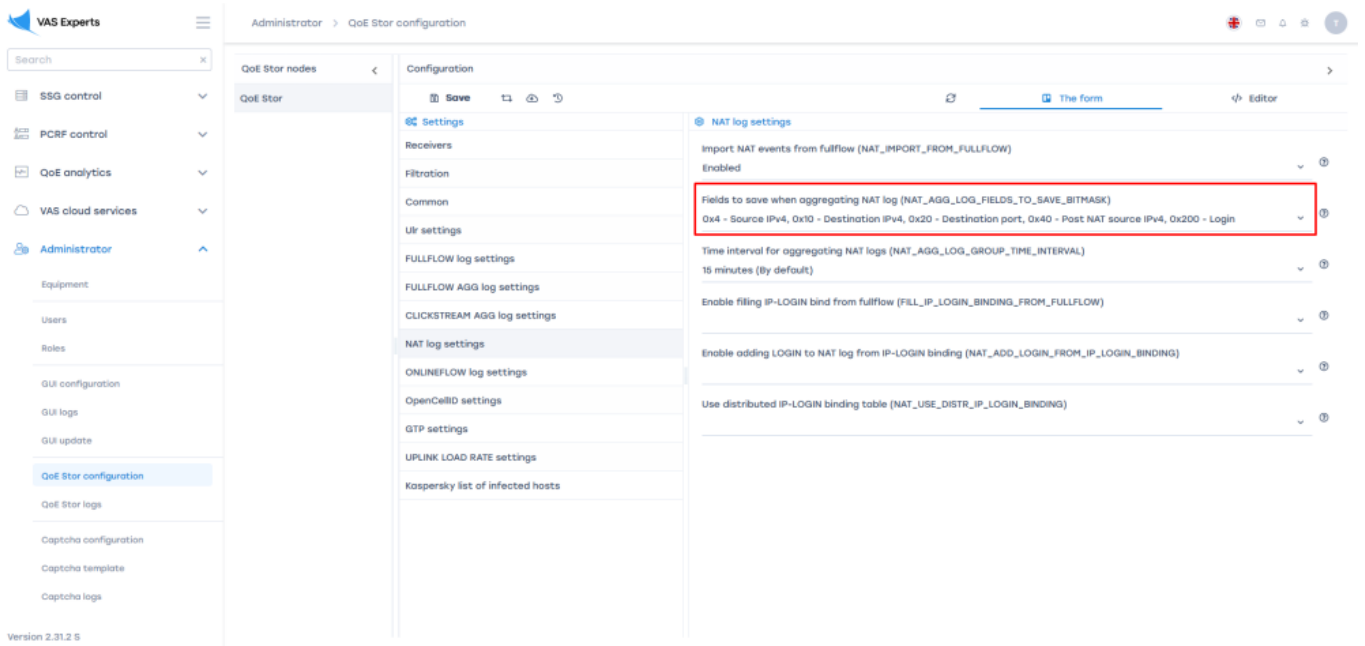 VAS Experts
Administrator > QoE Stor configuration
T
Search
SSG control
PCRF control
QoE analytics
VAS cloud services
Administrator
Equipment
Users
Roles
GUI configuration
GUI logs
GUI update
QoE Stor configuration
QoE Stor logs
Captcha configuration
Captcha template
Captcha logs
Version 2.31.2 S
QoE Stor nodes
QoE Stor
Configuration
Save
The form
</> Editor
Settings
Receivers
Filtration
Common
Ulr settings
FULLFLOW log settings
FULLFLOW AGG log settings
CLICKSTREAM AGG log settings
NAT log settings
ONLINEFLOW log settings
OpenCellID settings
GTP settings
UPLINK LOAD RATE settings
Kaspersky list of infected hosts
NAT log settings
Import NAT events from fullflow (NAT_IMPORT_FROM_FULLFLOW)
Enabled
Fields to save when aggregating NAT log (NAT_AGG_LOG_FIELDS_TO_SAVE_BITMASK)
0x4 - Source IPv4, 0x10 - Destination IPv4, 0x20 - Destination port, 0x40 - Post NAT source IPv4, 0x200 - Login
Time interval for aggregating NAT logs (NAT_AGG_LOG_GROUP_TIME_INTERVAL)
15 minutes (By default)
Enable filling IP-LOGIN bind from fullflow (FILL_IP_LOGIN_BINDING_FROM_FULLFLOW)
Enable adding LOGIN to NAT log from IP-LOGIN binding (NAT_ADD_LOGIN_FROM_IP_LOGIN_BINDING)
Use distributed IP-LOGIN binding table (NAT_USE_DISTR_IP_LOGIN_BINDING)